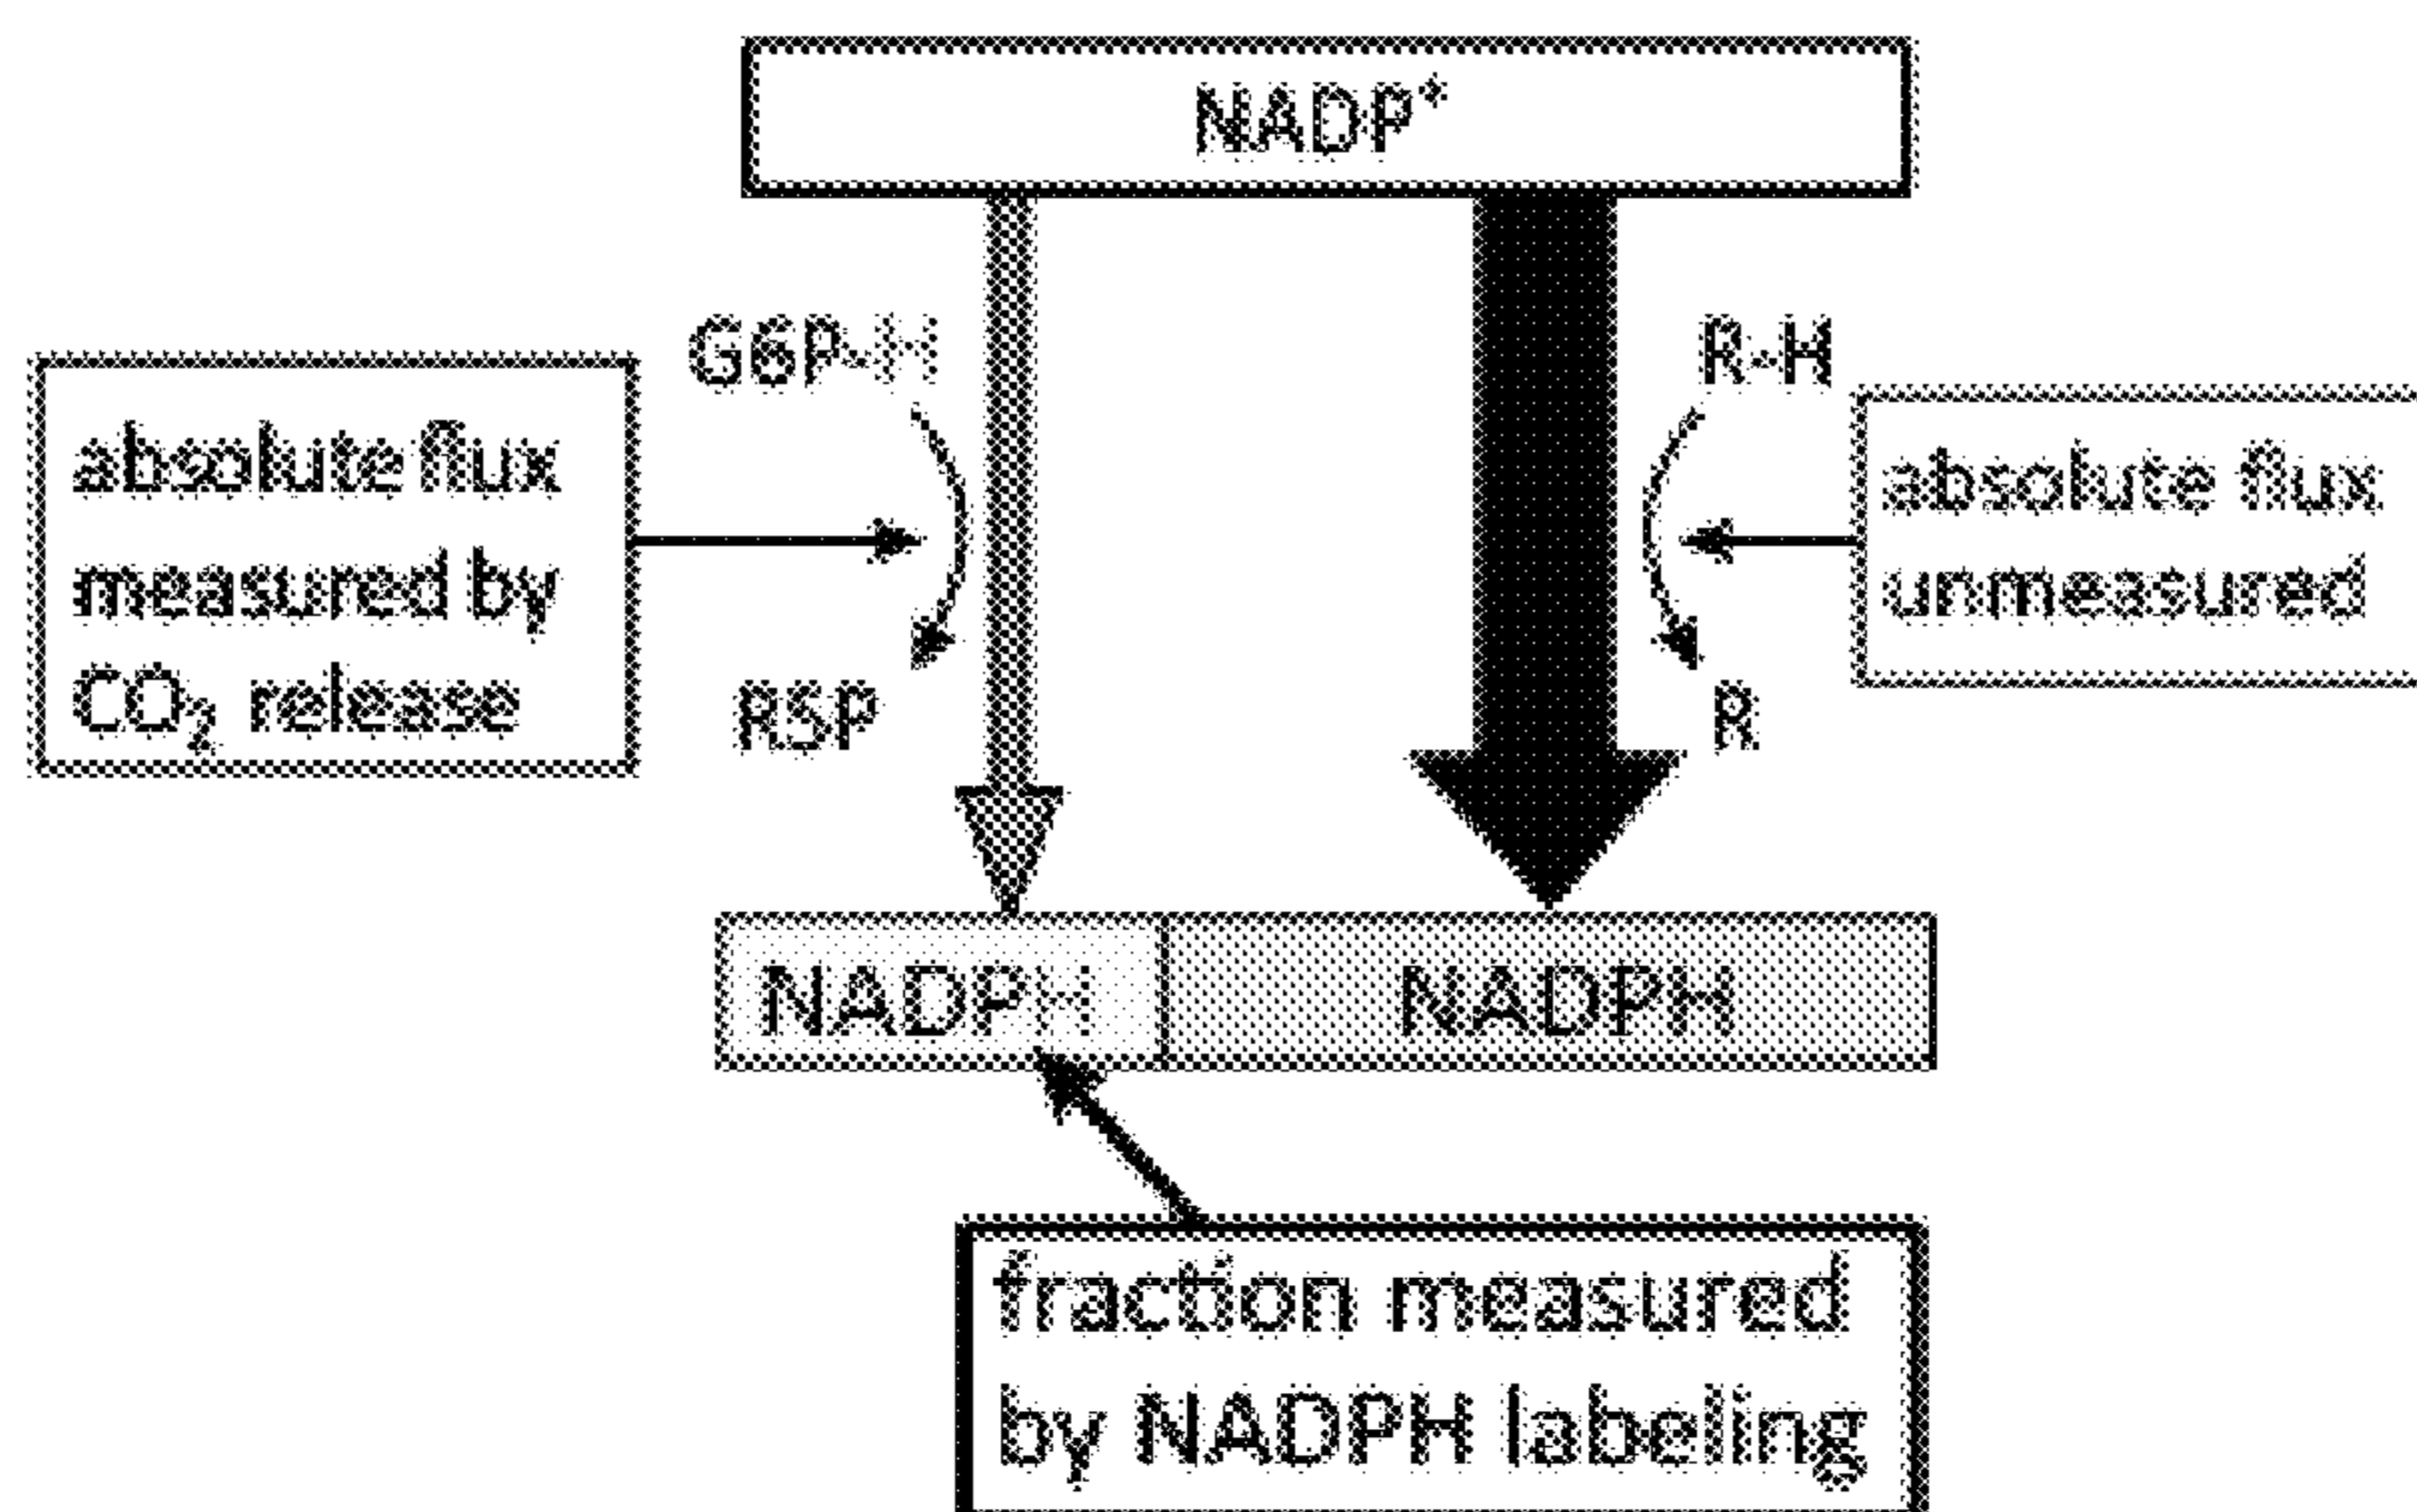 NADP⁺
G6P-H
R-H
absolute flux
measured by
CO₂ release
absolute flux
unmeasured
R5P
R
NADPH
NADPH
fraction measured
by NADPH labeling